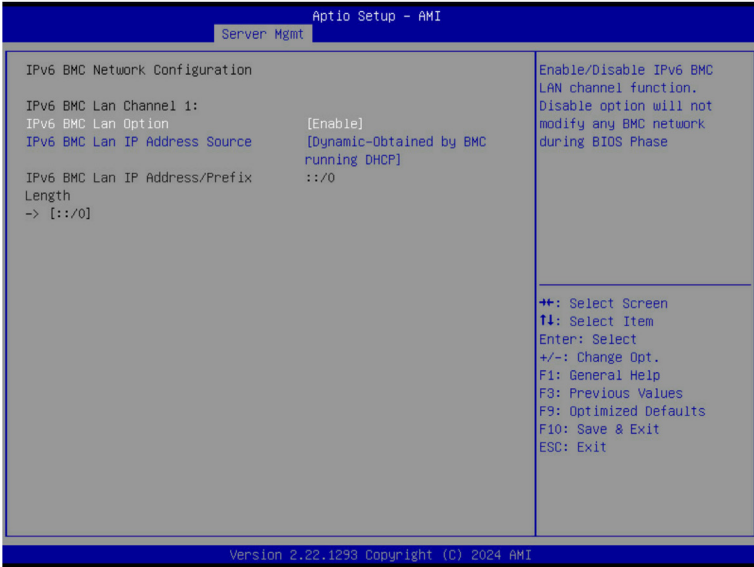 Aptio Setup - AMI
Server Mgmt
IPv6 BMC Network Configuration
IPv6 BMC Lan Channel 1:
IPv6 BMC Lan Option [Enable]
IPv6 BMC Lan IP Address Source [Dynamic-Obtained by BMC
running DHCP]
IPv6 BMC Lan IP Address/Prefix ::/0
Length
-> [::/0]
Enable/Disable IPv6 BMC
LAN channel function.
Disable option will not
modify any BMC network
during BIOS Phase
→←: Select Screen
↑↓: Select Item
Enter: Select
+/-: Change Opt.
F1: General Help
F3: Previous Values
F9: Optimized Defaults
F10: Save & Exit
ESC: Exit
Version 2.22.1293 Copyright (C) 2024 AMI